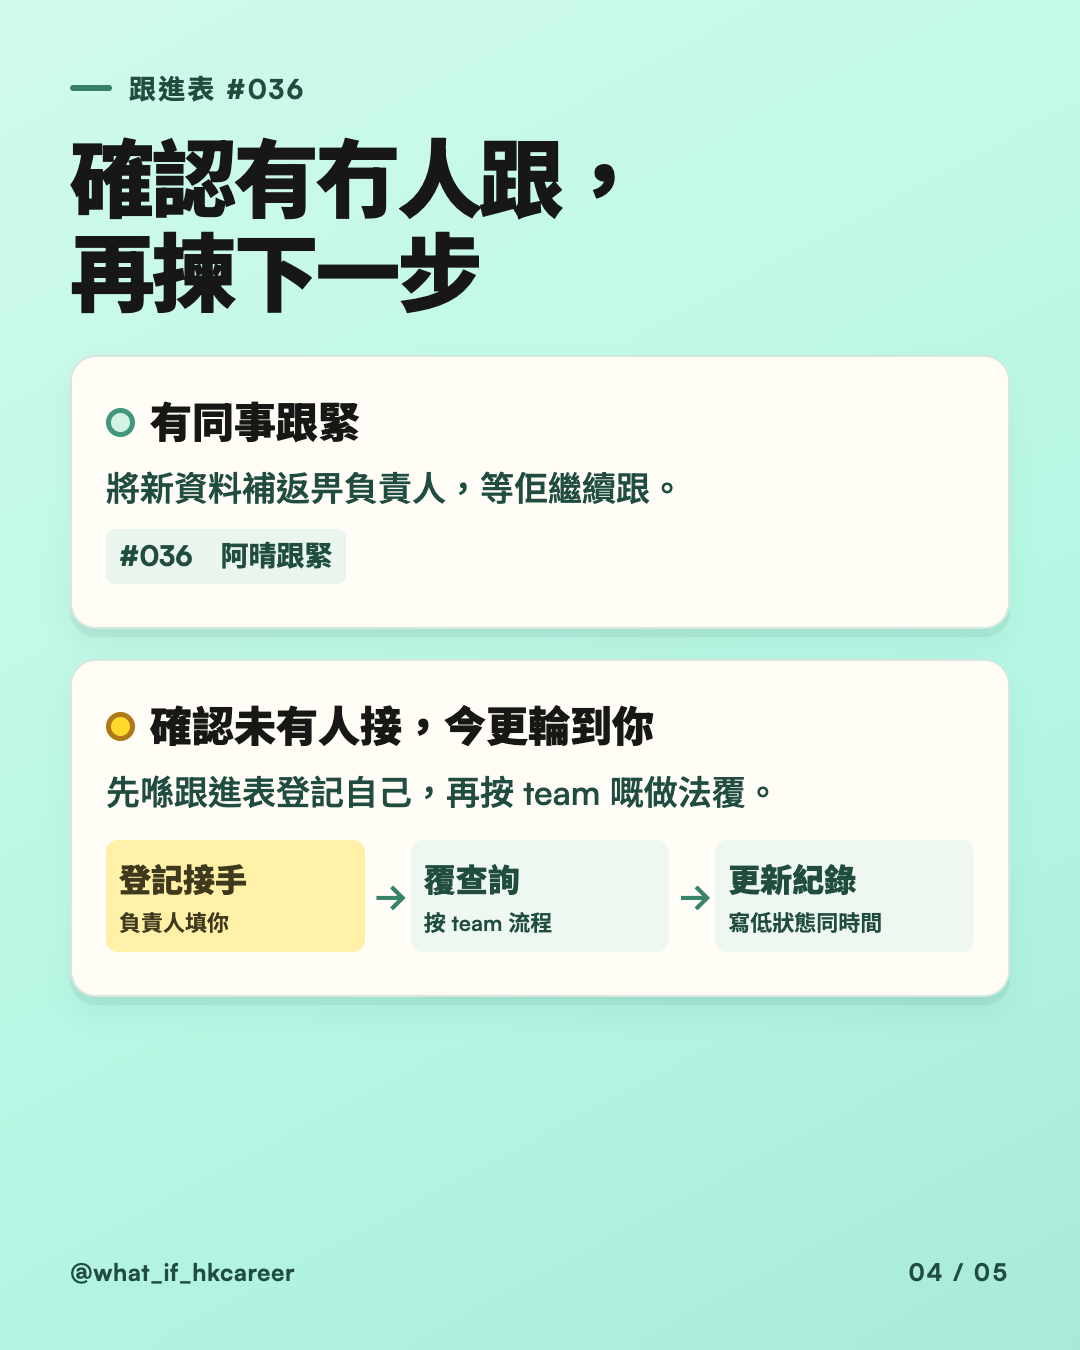 跟進表 #036
確認有冇人跟，
再揀下一步
有同事跟緊
將新資料補返畀負責人，等佢繼續跟。
#036 阿晴跟緊
確認未有人接，今更輪到你
先喺跟進表登記自己，再按 team 嘅做法覆。
登記接手
負責人填你
覆查詢
按 team 流程
更新紀錄
寫低狀態同時間
@what_if_hkcareer
04 / 05